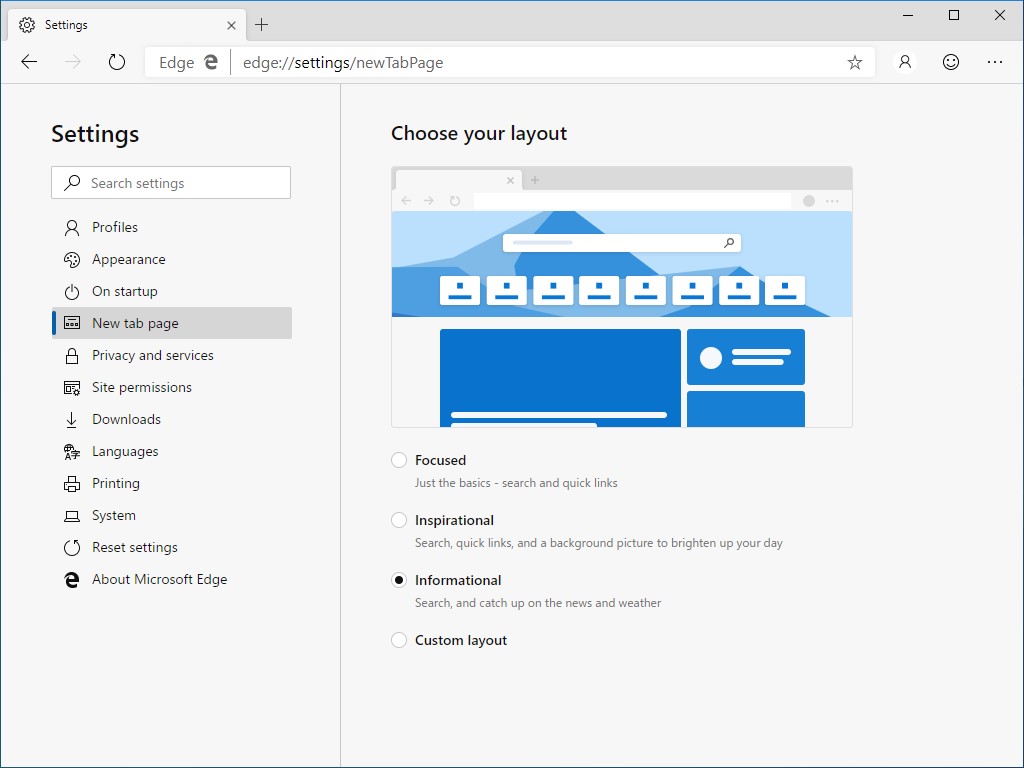 Settings
Edge
edge://settings/newTabPage
Settings
Search settings
Profiles
Appearance
On startup
New tab page
Privacy and services
Site permissions
Downloads
Languages
Printing
System
Reset settings
About Microsoft Edge
Choose your layout
Focused
Just the basics - search and quick links
Inspirational
Search, quick links, and a background picture to brighten up your day
Informational
Search, and catch up on the news and weather
Custom layout